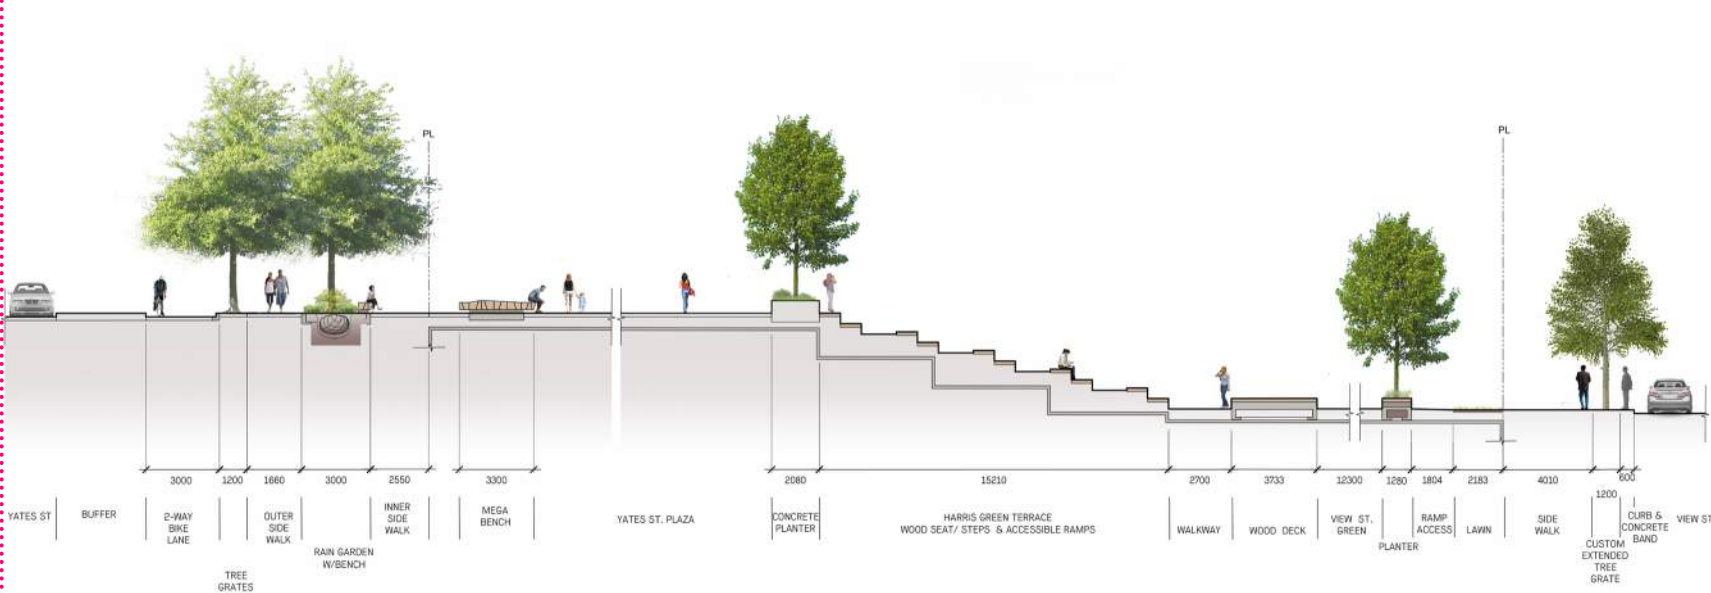 PL
PL
3000
1200
1660
3000
2550
3300
2080
15210
2700
3733
12300
1280
1804
2183
4010
600
1200
YATES ST
BUFFER
2-WAY
BIKE
LANE
TREE
GRATES
OUTER
SIDE
WALK
RAIN GARDEN
W/BENCH
INNER
SIDE
WALK
MEGA
BENCH
YATES ST. PLAZA
CONCRETE
PLANTER
HARRIS GREEN TERRACE
WOOD SEAT/ STEPS & ACCESSIBLE RAMPS
WALKWAY
WOOD DECK
VIEW ST.
GREEN
PLANTER
RAMP
ACCESS
LAWN
SIDE
WALK
CUSTOM
EXTENDED
TREE
GRATE
CURB &
CONCRETE
BAND
VIEW ST